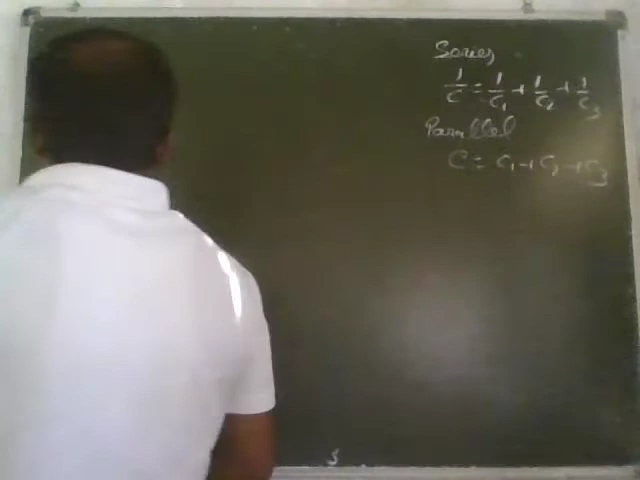 Series
1/C = 1/C1 + 1/C2 + 1/C3
Parallel
C = C1 + C2 + C3